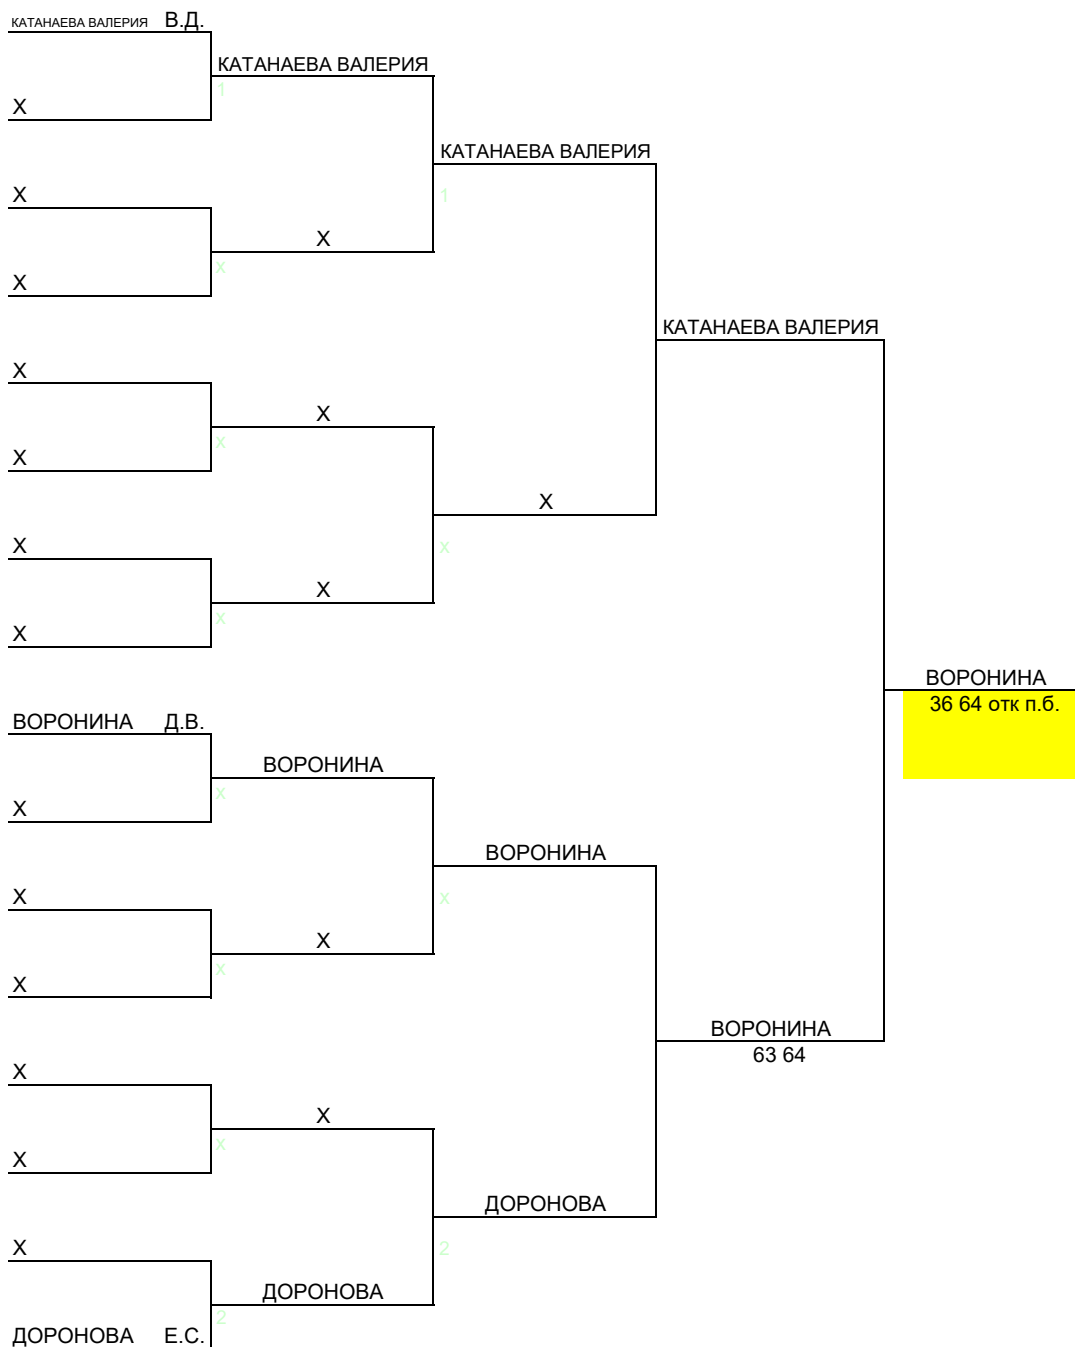 КАТАНАЕВА ВАЛЕРИЯ В.Д.
КАТАНАЕВА ВАЛЕРИЯ
1
X
КАТАНАЕВА ВАЛЕРИЯ
X
1
X
x
X
КАТАНАЕВА ВАЛЕРИЯ
X
X
x
X
X
X
x
X
x
X
ВОРОНИНА
36 64 отк п.б.
ВОРОНИНА Д.В.
ВОРОНИНА
x
X
ВОРОНИНА
X
x
X
x
X
ВОРОНИНА
63 64
X
X
x
X
ДОРОНОВА
X
2
ДОРОНОВА
2
ДОРОНОВА Е.С.